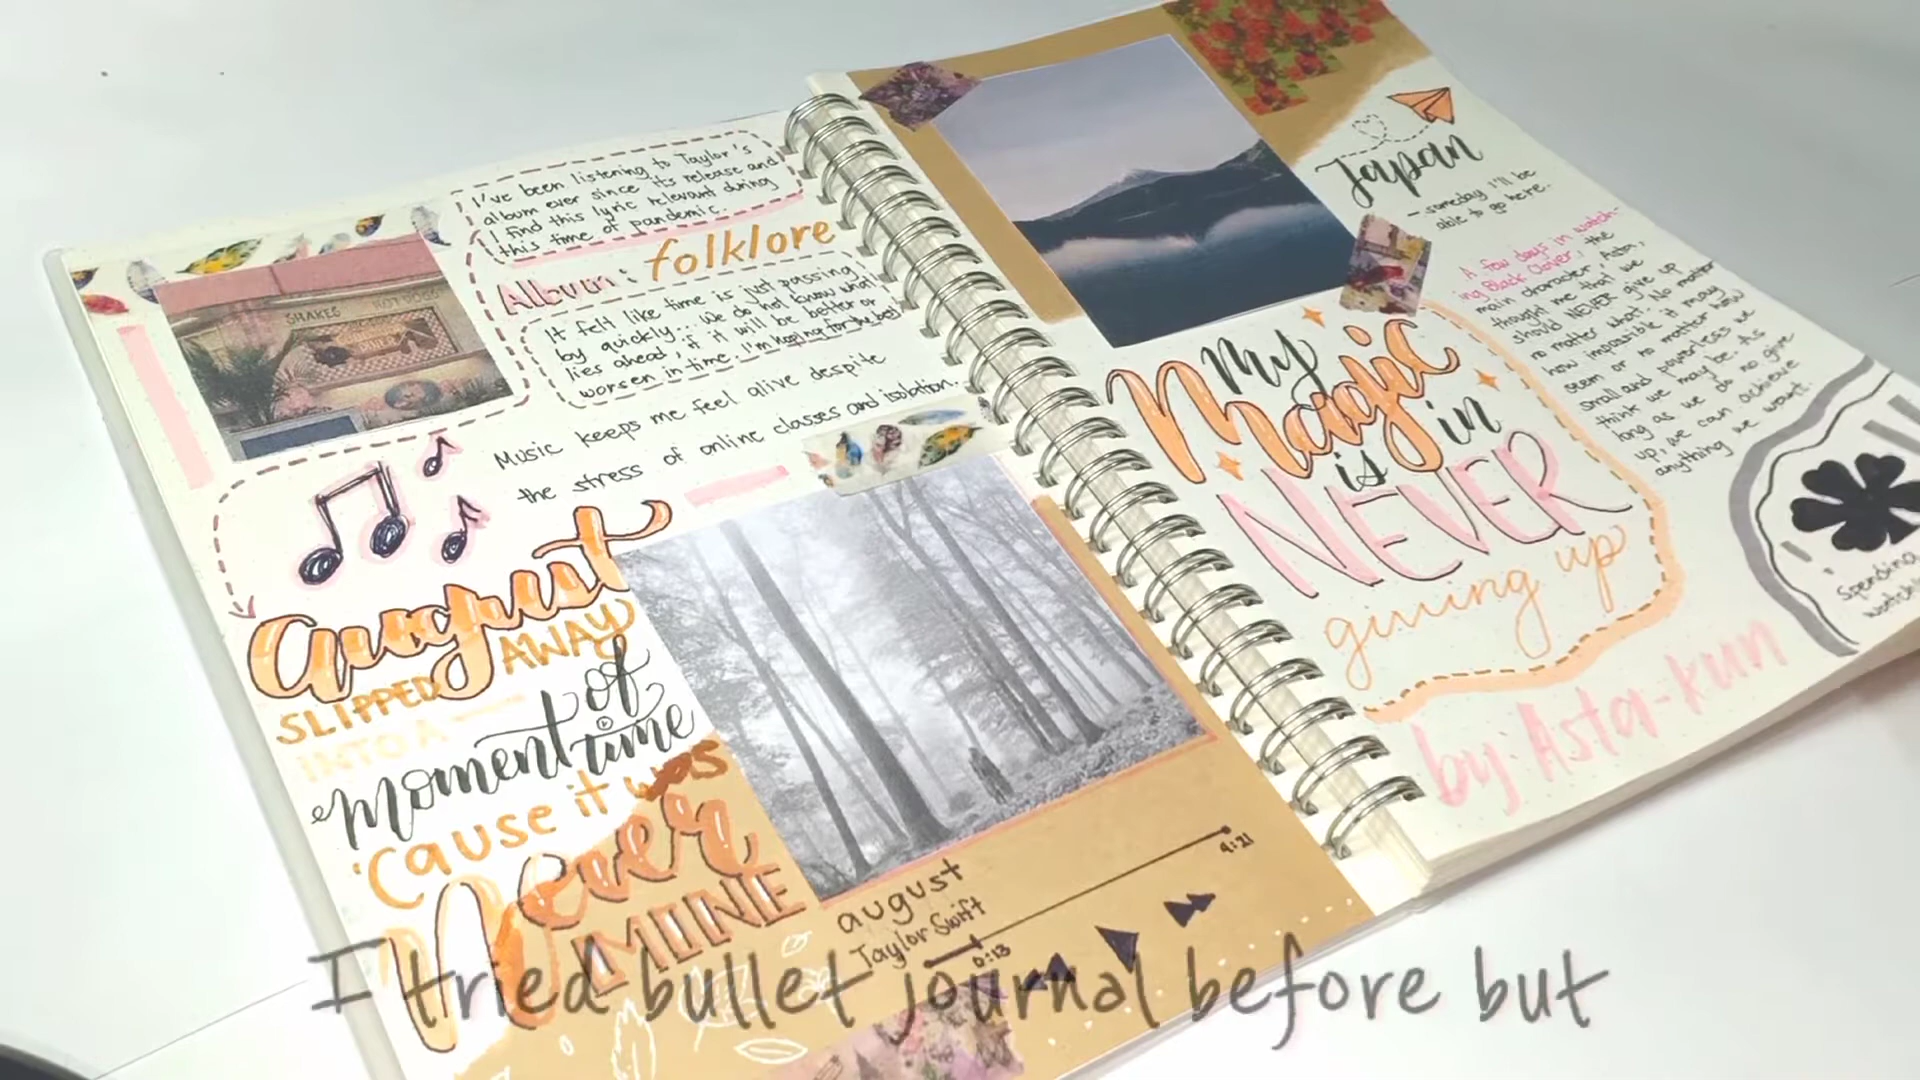 I've been listening to Taylor's
album ever since its release and
I find this lyric relevant during
this time of pandemic.
Album: folklore
It felt like time is just passing
by quickly... We do not know what
lies ahead, if it will be better or
worsen in time. I'm hoping for the best
SHAKES
HOT DOGS
Music keeps me feel alive despite
the stress of online classes and isolation.
august
SLIPPED AWAY
INTO A
moment of
time
'Cause it was
Never
MINE
august
Taylor Swift
0:13
4:21
Japan
- someday I'll be
able to go here.
A few days in watch-
ing Black Clover, the
main character Asta,
thought me that we
should NEVER give up
no matter what. No matter
how impossible it may
seem or no matter how
small and powerless we
think we may be. As
long as we do no give
up, we can achieve
anything we want.
My
Magic
is in
NEVER
giving up
by Asta-kun
Spending
I tried bullet journal before but